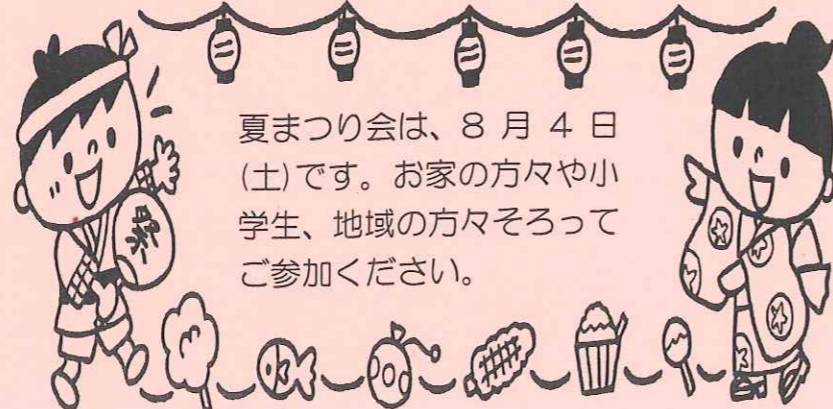 夏まつり会は、8月4日
(土)です。お家の方々や小
学生、地域の方々そろって
ご参加ください。
祭